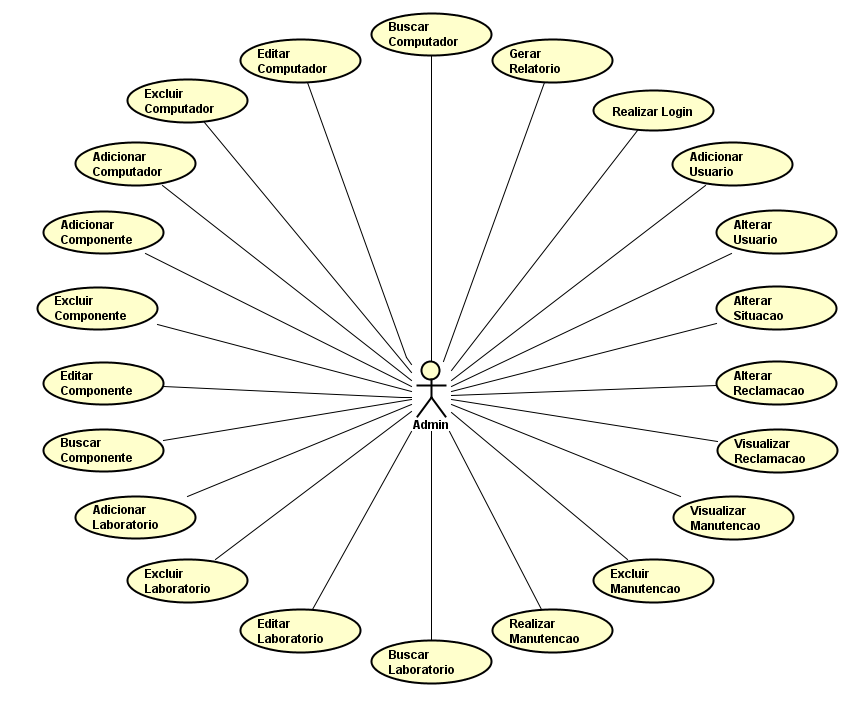 Buscar
Computador
Editar
Computador
Gerar
Relatorio
Excluir
Computador
Realizar Login
Adicionar
Computador
Adicionar
Usuario
Adicionar
Componente
Alterar
Usuario
Excluir
Componente
Alterar
Situacao
Editar
Componente
Alterar
Reclamacao
Admin
Buscar
Componente
Visualizar
Reclamacao
Adicionar
Laboratorio
Visualizar
Manutencao
Excluir
Laboratorio
Excluir
Manutencao
Editar
Laboratorio
Realizar
Manutencao
Buscar
Laboratorio